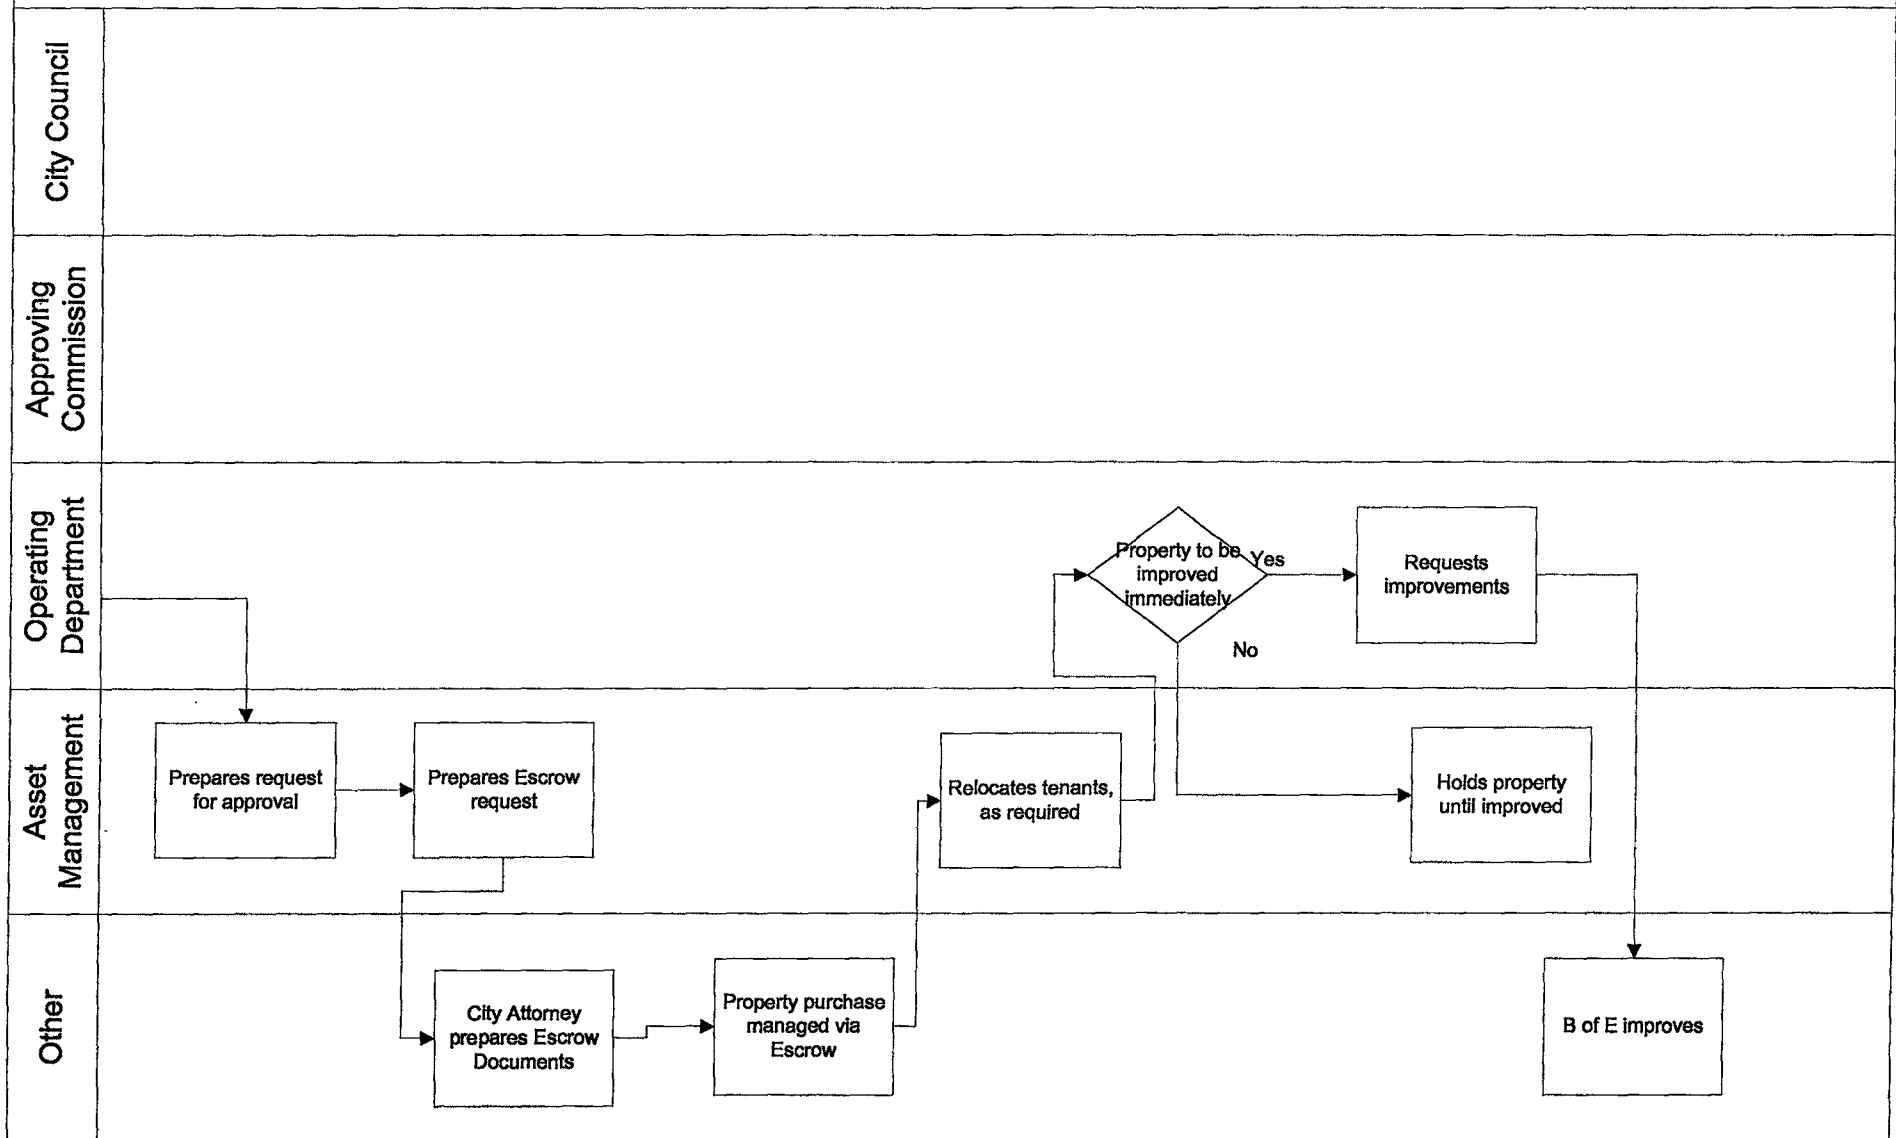 City Council
Approving
Commission
Operating
Department
Property to be
improved
immediately
Yes
No
Requests
improvements
Asset
Management
Prepares request
for approval
Prepares Escrow
request
Relocates tenants,
as required
Holds property
until improved
Other
City Attorney
prepares Escrow
Documents
Property purchase
managed via
Escrow
B of E improves